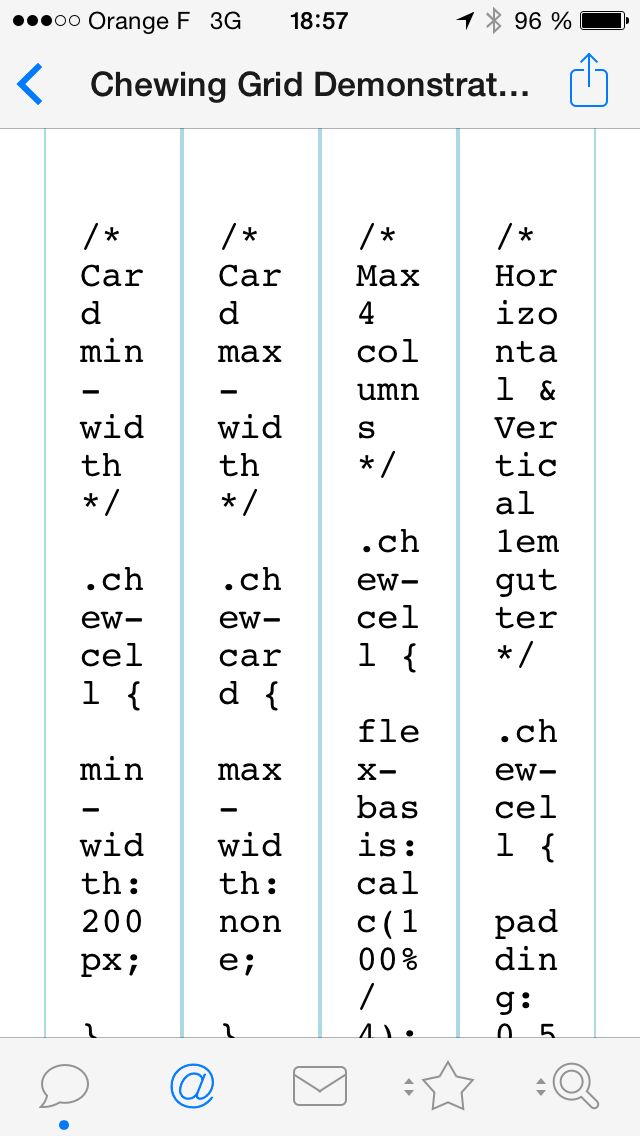 Orange F 3G 18:57 96 %
Chewing Grid Demonstrat...
/*
Car
d
min
-
wid
th
*/
.ch
ew-
cel
l {
min
-
wid
th:
200
px;
}
/*
Car
d
max
-
wid
th
*/
.ch
ew-
car
d {
max
-
wid
th:
non
e;
}
/*
Max
4
col
umn
s
*/
.ch
ew-
cel
l {
fle
x-
bas
is:
cal
c(1
00%
/
4);
/*
Hor
izo
nta
l &
Ver
tic
al
1em
gut
ter
*/
.ch
ew-
cel
l {
pad
din
g:
0.5
@